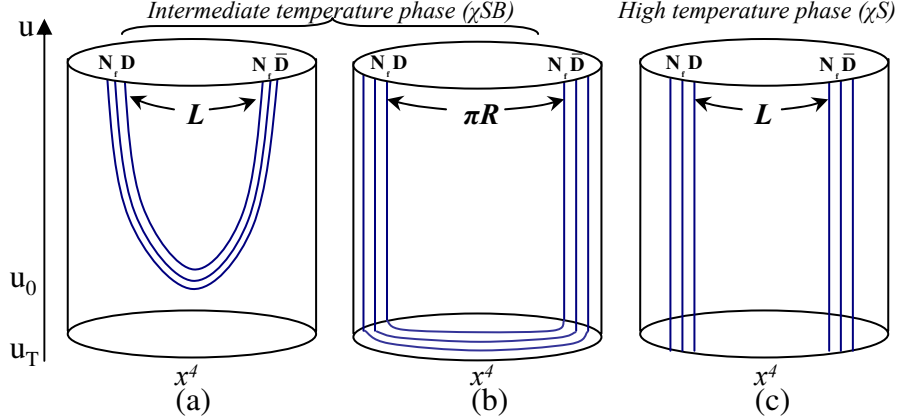 Intermediate temperature phase (χSB)
High temperature phase (χS)
u
N_f D
N_f D̄
N_f D
N_f D̄
N_f D
N_f D̄
L
πR
L
u_0
u_T
x^4
x^4
x^4
(a)
(b)
(c)